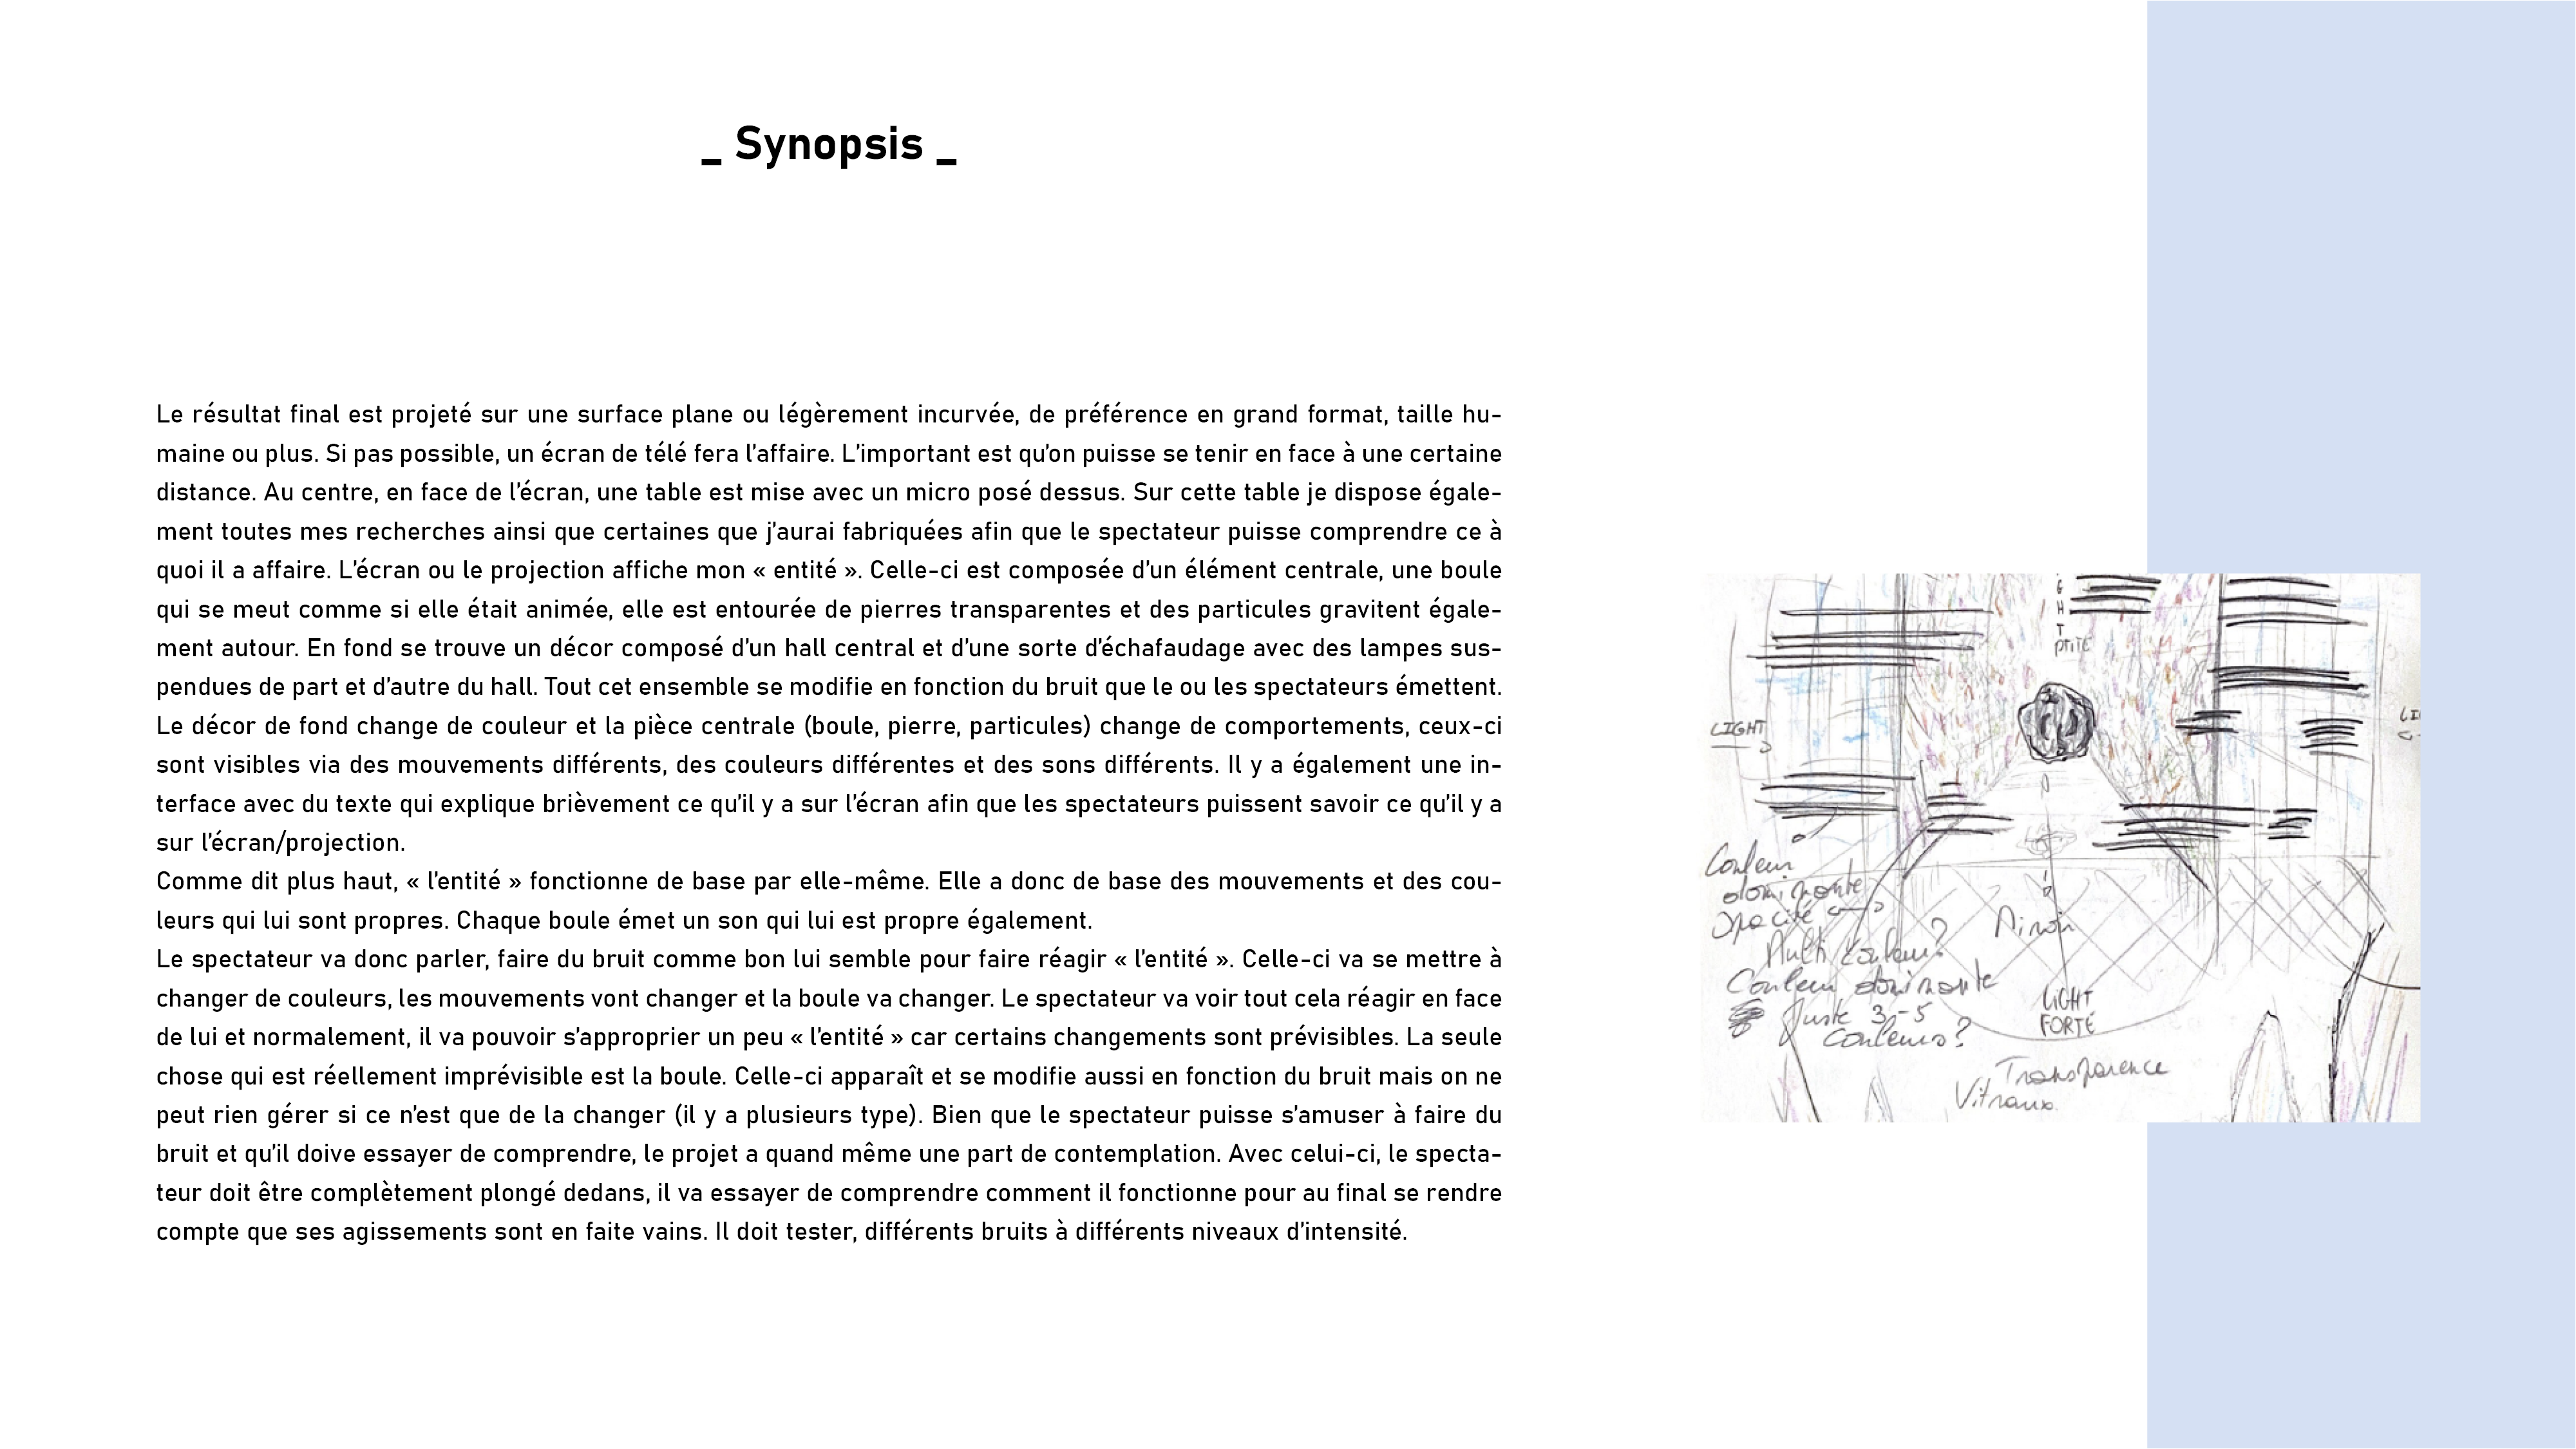 _ Synopsis _
Le résultat final est projeté sur une surface plane ou légèrement incurvée, de préférence en grand format, taille hu-
maine ou plus. Si pas possible, un écran de télé fera l'affaire. L'important est qu'on puisse se tenir en face à une certaine
distance. Au centre, en face de l'écran, une table est mise avec un micro posé dessus. Sur cette table je dispose égale-
ment toutes mes recherches ainsi que certaines que j'aurai fabriquées afin que le spectateur puisse comprendre ce à
quoi il a affaire. L'écran ou le projection affiche mon « entité ». Celle-ci est composée d'un élément centrale, une boule
qui se meut comme si elle était animée, elle est entourée de pierres transparentes et des particules gravitent égale-
ment autour. En fond se trouve un décor composé d'un hall central et d'une sorte d'échafaudage avec des lampes sus-
pendues de part et d'autre du hall. Tout cet ensemble se modifie en fonction du bruit que le ou les spectateurs émettent.
Le décor de fond change de couleur et la pièce centrale (boule, pierre, particules) change de comportements, ceux-ci
sont visibles via des mouvements différents, des couleurs différentes et des sons différents. Il y a également une in-
terface avec du texte qui explique brièvement ce qu'il y a sur l'écran afin que les spectateurs puissent savoir ce qu'il y a
sur l'écran/projection.
Comme dit plus haut, « l'entité » fonctionne de base par elle-même. Elle a donc de base des mouvements et des cou-
leurs qui lui sont propres. Chaque boule émet un son qui lui est propre également.
Le spectateur va donc parler, faire du bruit comme bon lui semble pour faire réagir « l'entité ». Celle-ci va se mettre à
changer de couleurs, les mouvements vont changer et la boule va changer. Le spectateur va voir tout cela réagir en face
de lui et normalement, il va pouvoir s'approprier un peu « l'entité » car certains changements sont prévisibles. La seule
chose qui est réellement imprévisible est la boule. Celle-ci apparaît et se modifie aussi en fonction du bruit mais on ne
peut rien gérer si ce n'est que de la changer (il y a plusieurs type). Bien que le spectateur puisse s'amuser à faire du
bruit et qu'il doive essayer de comprendre, le projet a quand même une part de contemplation. Avec celui-ci, le specta-
teur doit être complètement plongé dedans, il va essayer de comprendre comment il fonctionne pour au final se rendre
compte que ses agissements sont en faite vains. Il doit tester, différents bruits à différents niveaux d'intensité.
LIGHT
Couleur
dominante
Opacité
Multi couleur?
Couleur dominante
Juste 3-5
couleurs?
Miroir
LIGHT
FORTE
Transparence
Vitraux